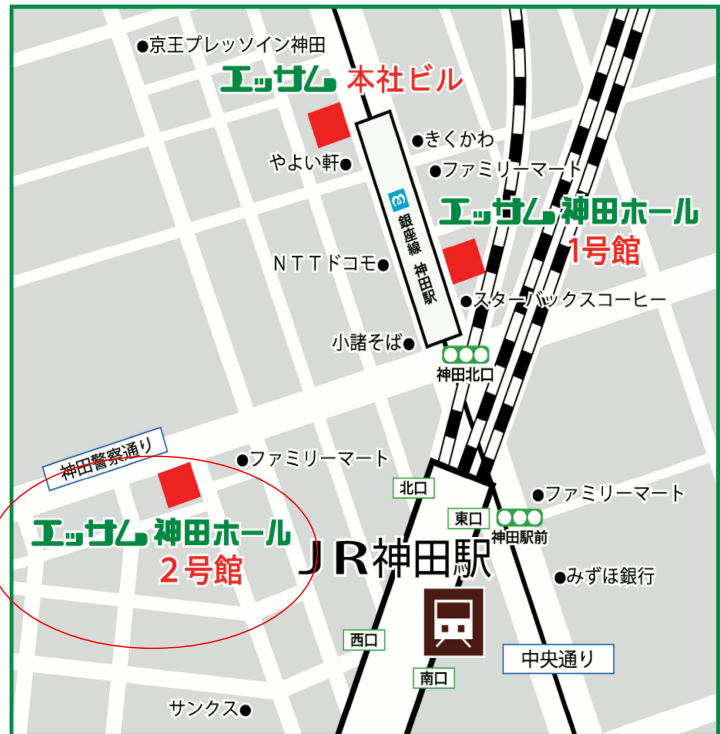 ●京王プレッソイン神田
エッサム 本社ビル
●きくかわ
やよい軒●
●ファミリーマート
エッサム 神田ホール
1号館
銀座線 神田駅
NTTドコモ●
●スターバックスコーヒー
小諸そば●
神田北口
神田警察通り
●ファミリーマート
北口
●ファミリーマート
東口
神田駅前
エッサム 神田ホール
2号館
JR神田駅
●みずほ銀行
西口
中央通り
南口
サンクス●